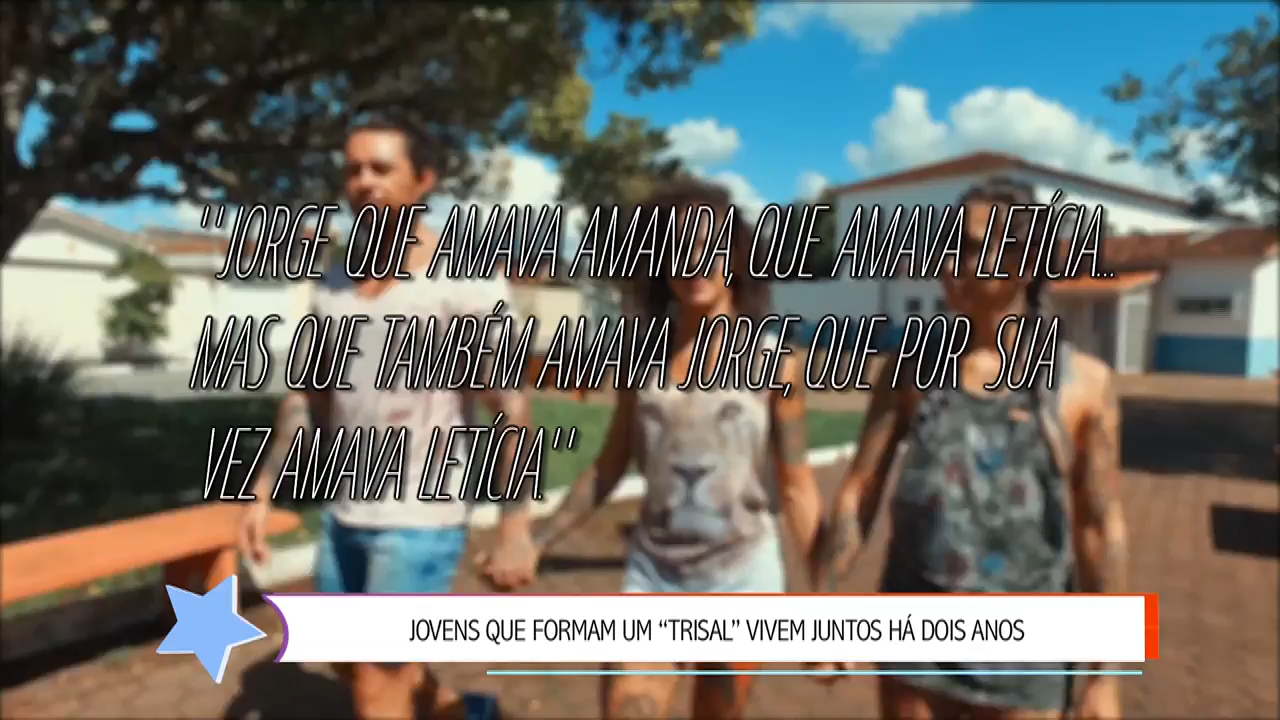 ''JORGE QUE AMAVA AMANDA, QUE AMAVA LETÍCIA...
MAS QUE TAMBÉM AMAVA JORGE, QUE POR SUA
VEZ AMAVA LETÍCIA.''
JOVENS QUE FORMAM UM “TRISAL” VIVEM JUNTOS HÁ DOIS ANOS